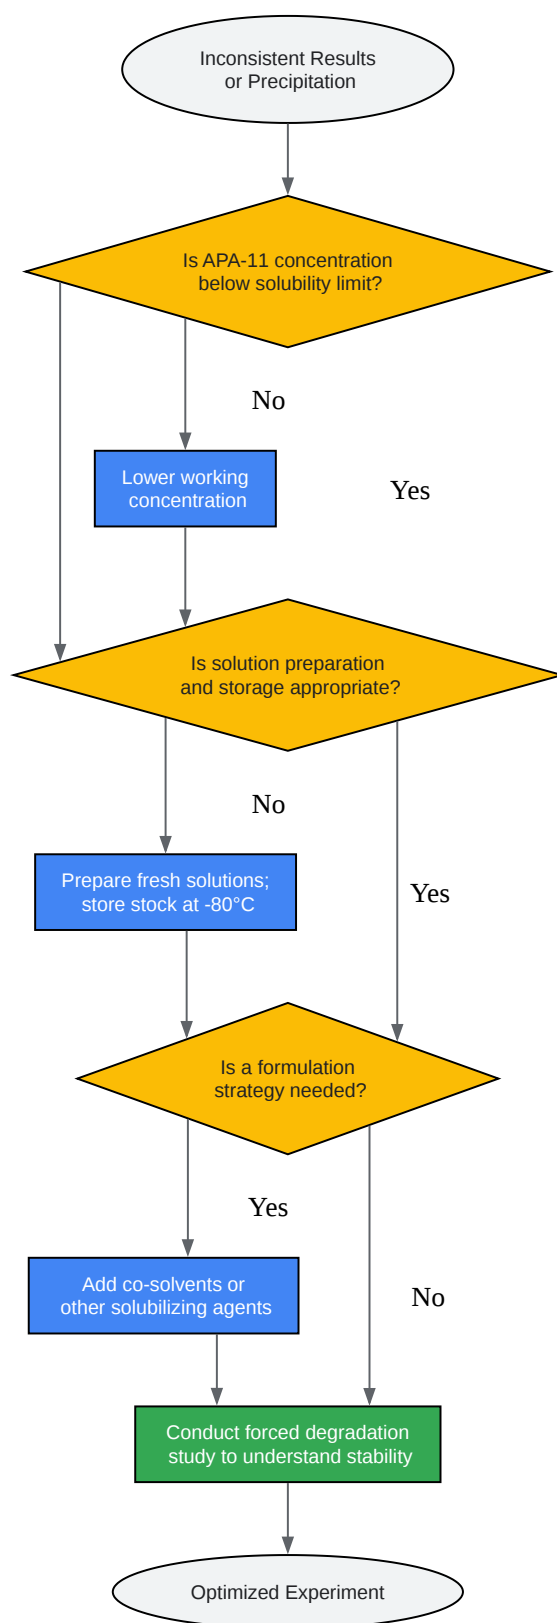 Inconsistent Results
or Precipitation
Is APA-11 concentration
below solubility limit?
No
Lower working
concentration
Yes
Is solution preparation
and storage appropriate?
No
Prepare fresh solutions;
store stock at -80°C
Yes
Is a formulation
strategy needed?
Yes
Add co-solvents or
other solubilizing agents
No
Conduct forced degradation
study to understand stability
Optimized Experiment